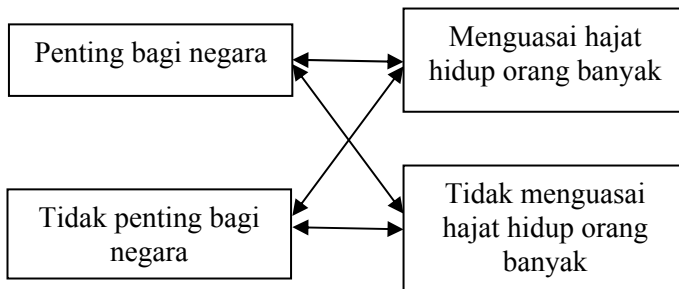 Penting bagi negara
Menguasai hajat
hidup orang banyak
Tidak penting bagi
negara
Tidak menguasai
hajat hidup orang
banyak